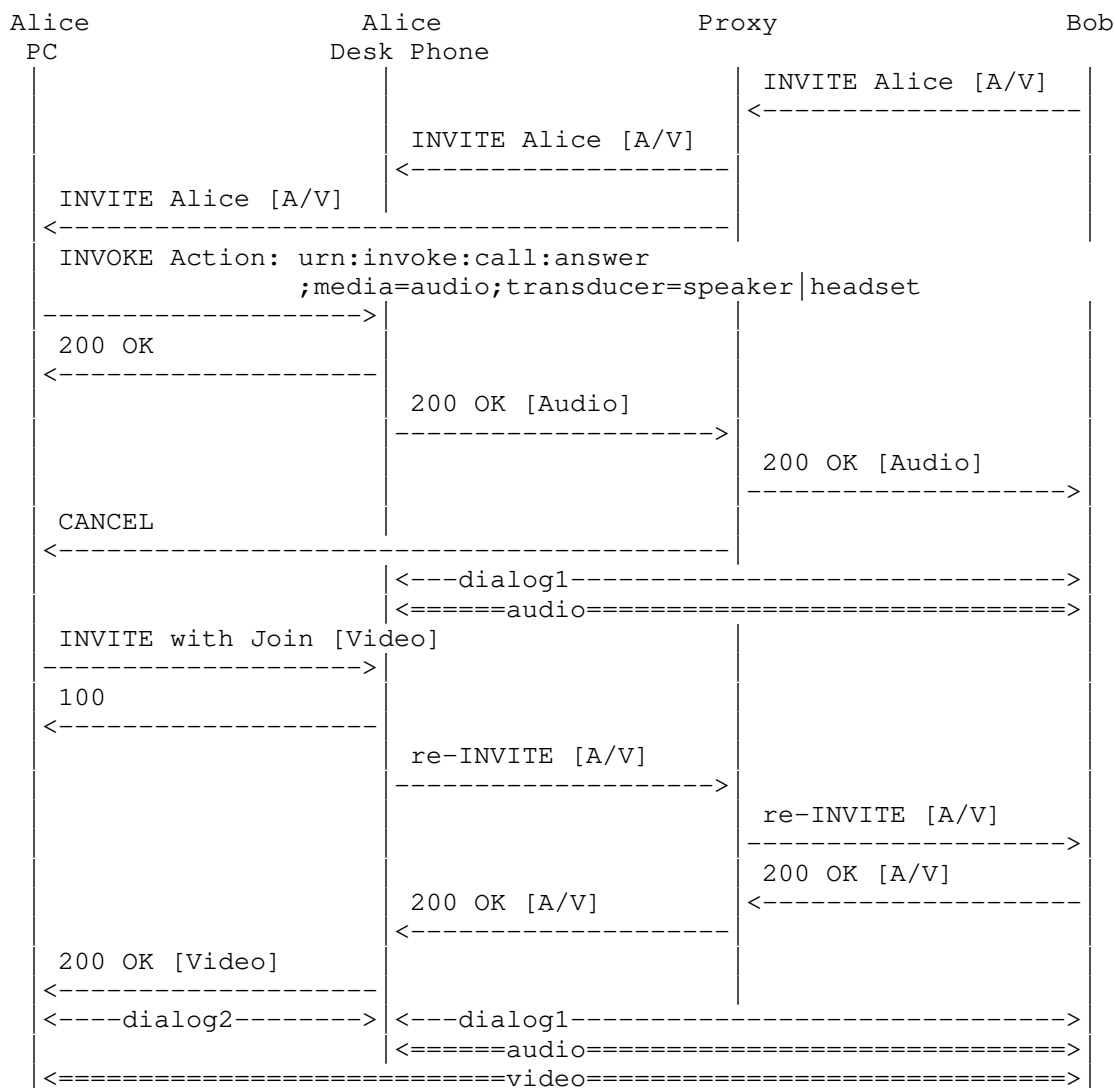 Alice Alice Proxy Bob
PC Desk Phone
INVITE Alice [A/V]
INVITE Alice [A/V]
INVITE Alice [A/V]
INVOKE Action: urn:invoke:call:answer
;media=audio;transducer=speaker|headset
200 OK
200 OK [Audio]
200 OK [Audio]
CANCEL
dialog1
audio
INVITE with Join [Video]
100
re-INVITE [A/V]
re-INVITE [A/V]
200 OK [A/V]
200 OK [A/V]
200 OK [Video]
dialog2 dialog1
audio
video